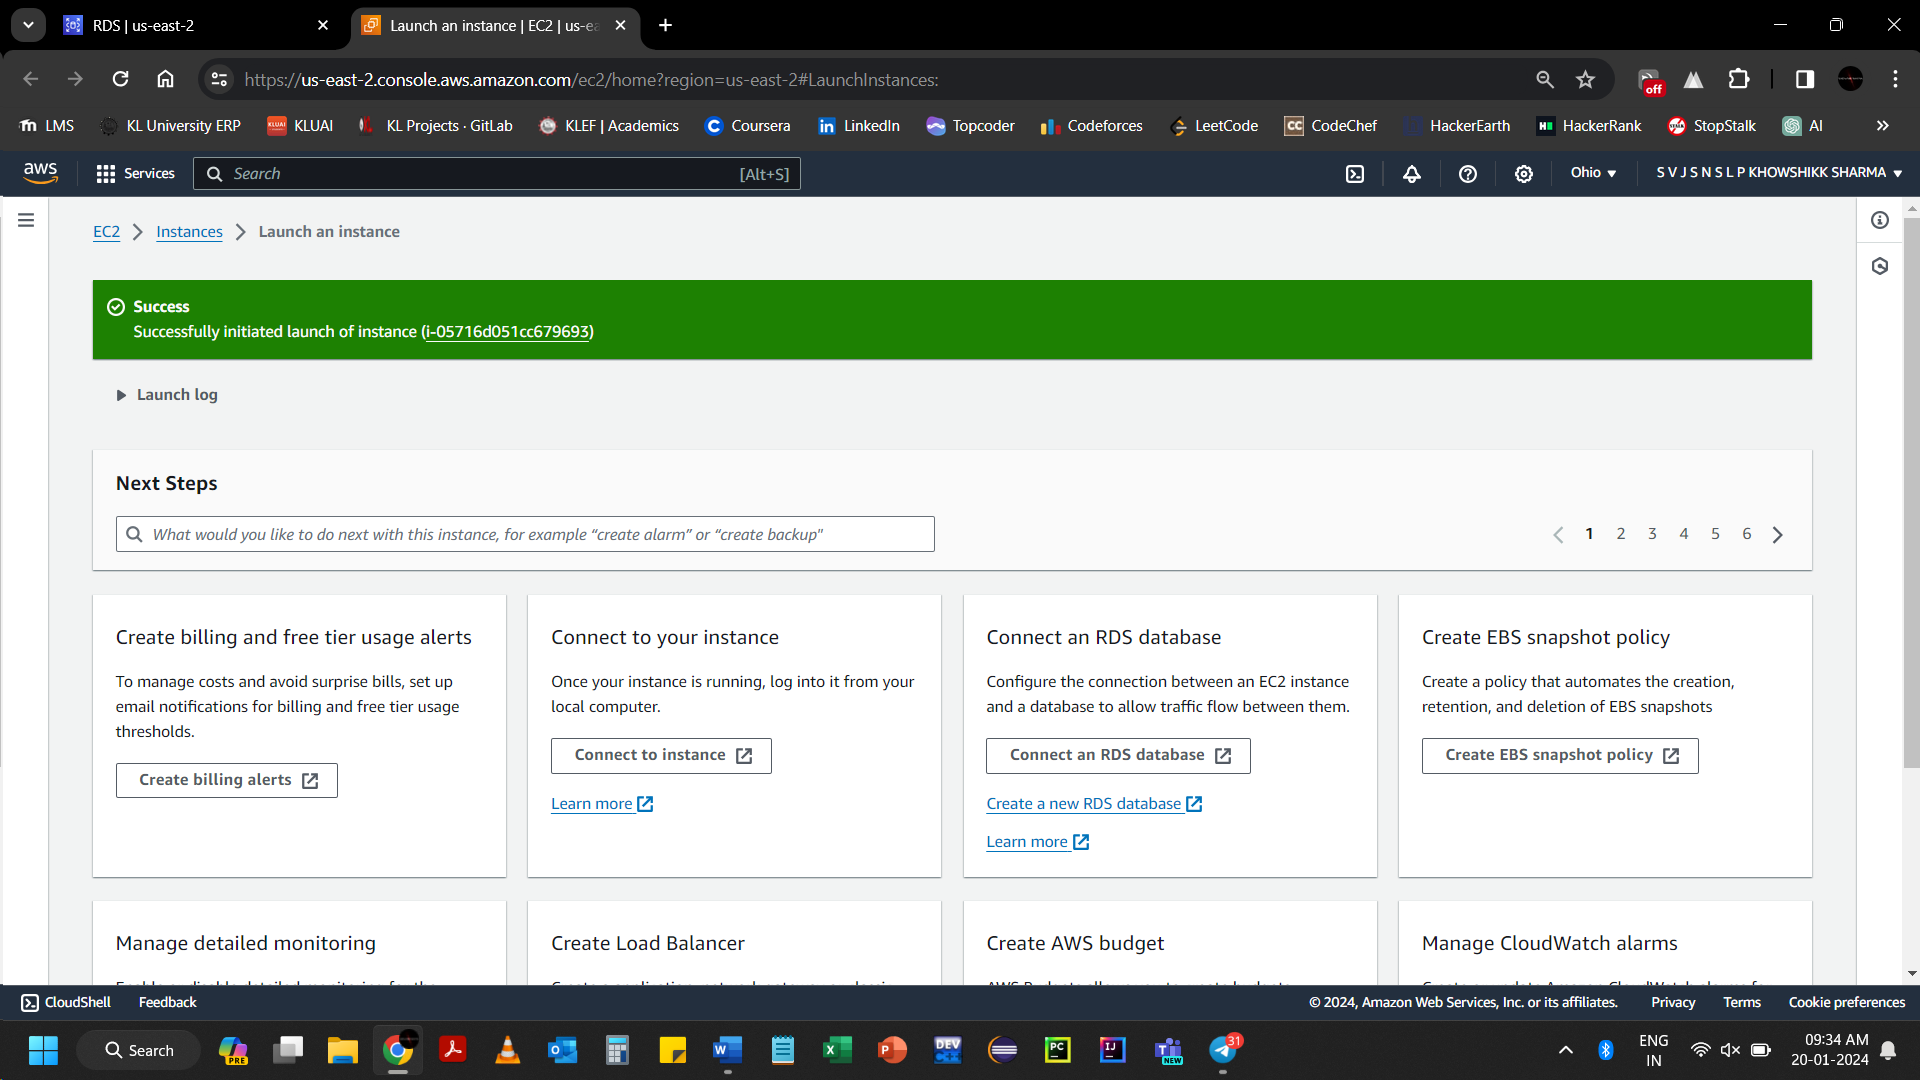 RDS | us-east-2
Launch an instance | EC2 | us-ea
https://us-east-2.console.aws.amazon.com/ec2/home?region=us-east-2#LaunchInstances:
off
LMS
KL University ERP
KLUAI
KL Projects · GitLab
KLEF | Academics
Coursera
LinkedIn
Topcoder
Codeforces
LeetCode
CodeChef
HackerEarth
HackerRank
StopStalk
AI
aws
Services
Search
[Alt+S]
Ohio
S V J S N S L P KHOWSHIKK SHARMA
EC2
Instances
Launch an instance
Success
Successfully initiated launch of instance (i-05716d051cc679693)
Launch log
Next Steps
What would you like to do next with this instance, for example “create alarm” or “create backup"
1 2 3 4 5 6
Create billing and free tier usage alerts
To manage costs and avoid surprise bills, set up
email notifications for billing and free tier usage
thresholds.
Create billing alerts
Connect to your instance
Once your instance is running, log into it from your
local computer.
Connect to instance
Learn more
Connect an RDS database
Configure the connection between an EC2 instance
and a database to allow traffic flow between them.
Connect an RDS database
Create a new RDS database
Learn more
Create EBS snapshot policy
Create a policy that automates the creation,
retention, and deletion of EBS snapshots
Create EBS snapshot policy
Manage detailed monitoring
Create Load Balancer
Create AWS budget
Manage CloudWatch alarms
CloudShell
Feedback
© 2024, Amazon Web Services, Inc. or its affiliates.
Privacy
Terms
Cookie preferences
Search
PRE
DEV
C++
PC
IJ
NEW
31
ENG
IN
09:34 AM
20-01-2024